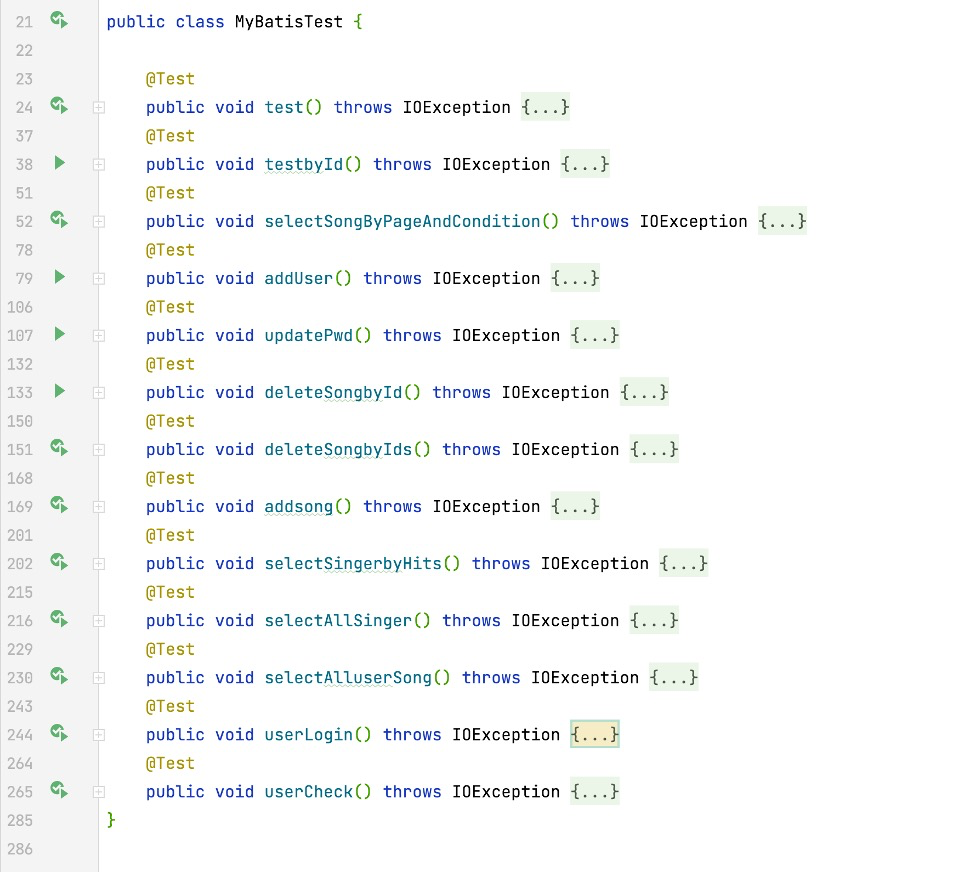 21 public class MyBatisTest {
22
23 @Test
24 public void test() throws IOException {...}
37 @Test
38 public void testbyId() throws IOException {...}
51 @Test
52 public void selectSongByPageAndCondition() throws IOException {...}
78 @Test
79 public void addUser() throws IOException {...}
106 @Test
107 public void updatePwd() throws IOException {...}
132 @Test
133 public void deleteSongbyId() throws IOException {...}
150 @Test
151 public void deleteSongbyIds() throws IOException {...}
168 @Test
169 public void addsong() throws IOException {...}
201 @Test
202 public void selectSingerbyHits() throws IOException {...}
215 @Test
216 public void selectAllSinger() throws IOException {...}
229 @Test
230 public void selectAlluserSong() throws IOException {...}
243 @Test
244 public void userLogin() throws IOException {...}
264 @Test
265 public void userCheck() throws IOException {...}
285 }
286